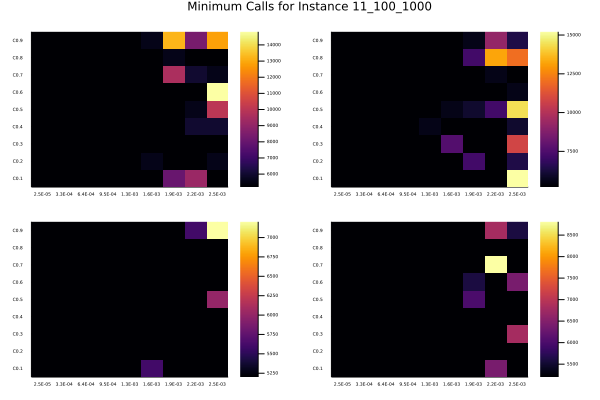 Minimum Calls for Instance 11_100_1000
C0.9
C0.8
C0.7
C0.6
C0.5
C0.4
C0.3
C0.2
C0.1
2.5E-05 3.3E-04 6.4E-04 9.5E-04 1.3E-03 1.6E-03 1.9E-03 2.2E-03 2.5E-03
14000
13000
12000
11000
10000
9000
8000
7000
6000
C0.9
C0.8
C0.7
C0.6
C0.5
C0.4
C0.3
C0.2
C0.1
2.5E-05 3.3E-04 6.4E-04 9.5E-04 1.3E-03 1.6E-03 1.9E-03 2.2E-03 2.5E-03
15000
12500
10000
7500
C0.9
C0.8
C0.7
C0.6
C0.5
C0.4
C0.3
C0.2
C0.1
2.5E-05 3.3E-04 6.4E-04 9.5E-04 1.3E-03 1.6E-03 1.9E-03 2.2E-03 2.5E-03
7000
6750
6500
6250
6000
5750
5500
5250
C0.9
C0.8
C0.7
C0.6
C0.5
C0.4
C0.3
C0.2
C0.1
2.5E-05 3.3E-04 6.4E-04 9.5E-04 1.3E-03 1.6E-03 1.9E-03 2.2E-03 2.5E-03
8500
8000
7500
7000
6500
6000
5500